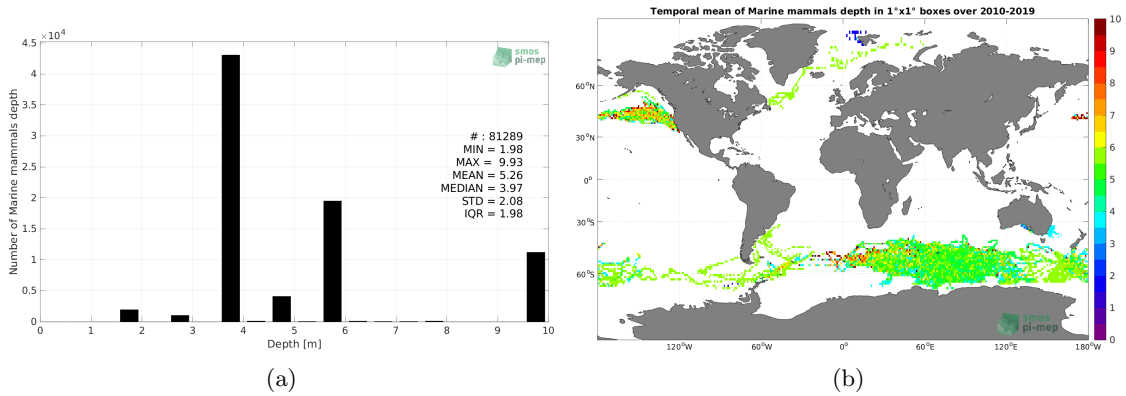 ×10⁴
4.5
4
3.5
3
2.5
2
1.5
1
0.5
0
Number of Marine mammals depth
smos
pi-mep
# : 81289
MIN = 1.98
MAX = 9.93
MEAN = 5.26
MEDIAN = 3.97
STD = 2.08
IQR = 1.98
0 1 2 3 4 5 6 7 8 9 10
Depth [m]
(a)
Temporal mean of Marine mammals depth in 1°x1° boxes over 2010-2019
60°N
30°N
0°
30°S
60°S
120°W 60°W 0° 60°E 120°E 180°W
smos
pi-mep
10
9
8
7
6
5
4
3
2
1
0
(b)